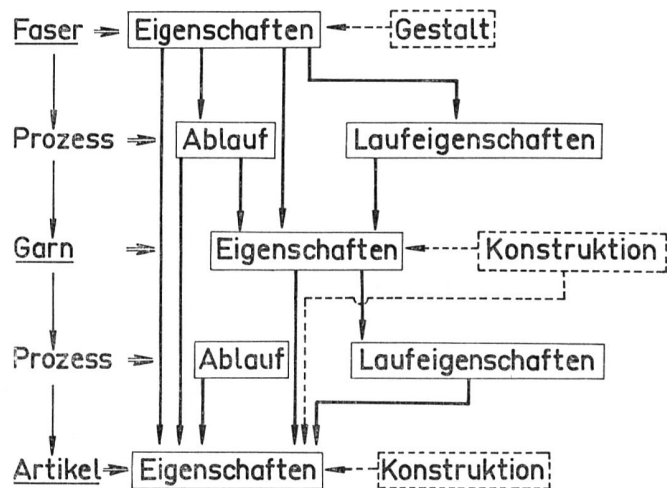 Faser Eigenschaften Gestalt
Prozess Ablauf Laufeigenschaften
Garn Eigenschaften Konstruktion
Prozess Ablauf Laufeigenschaften
Artikel Eigenschaften Konstruktion